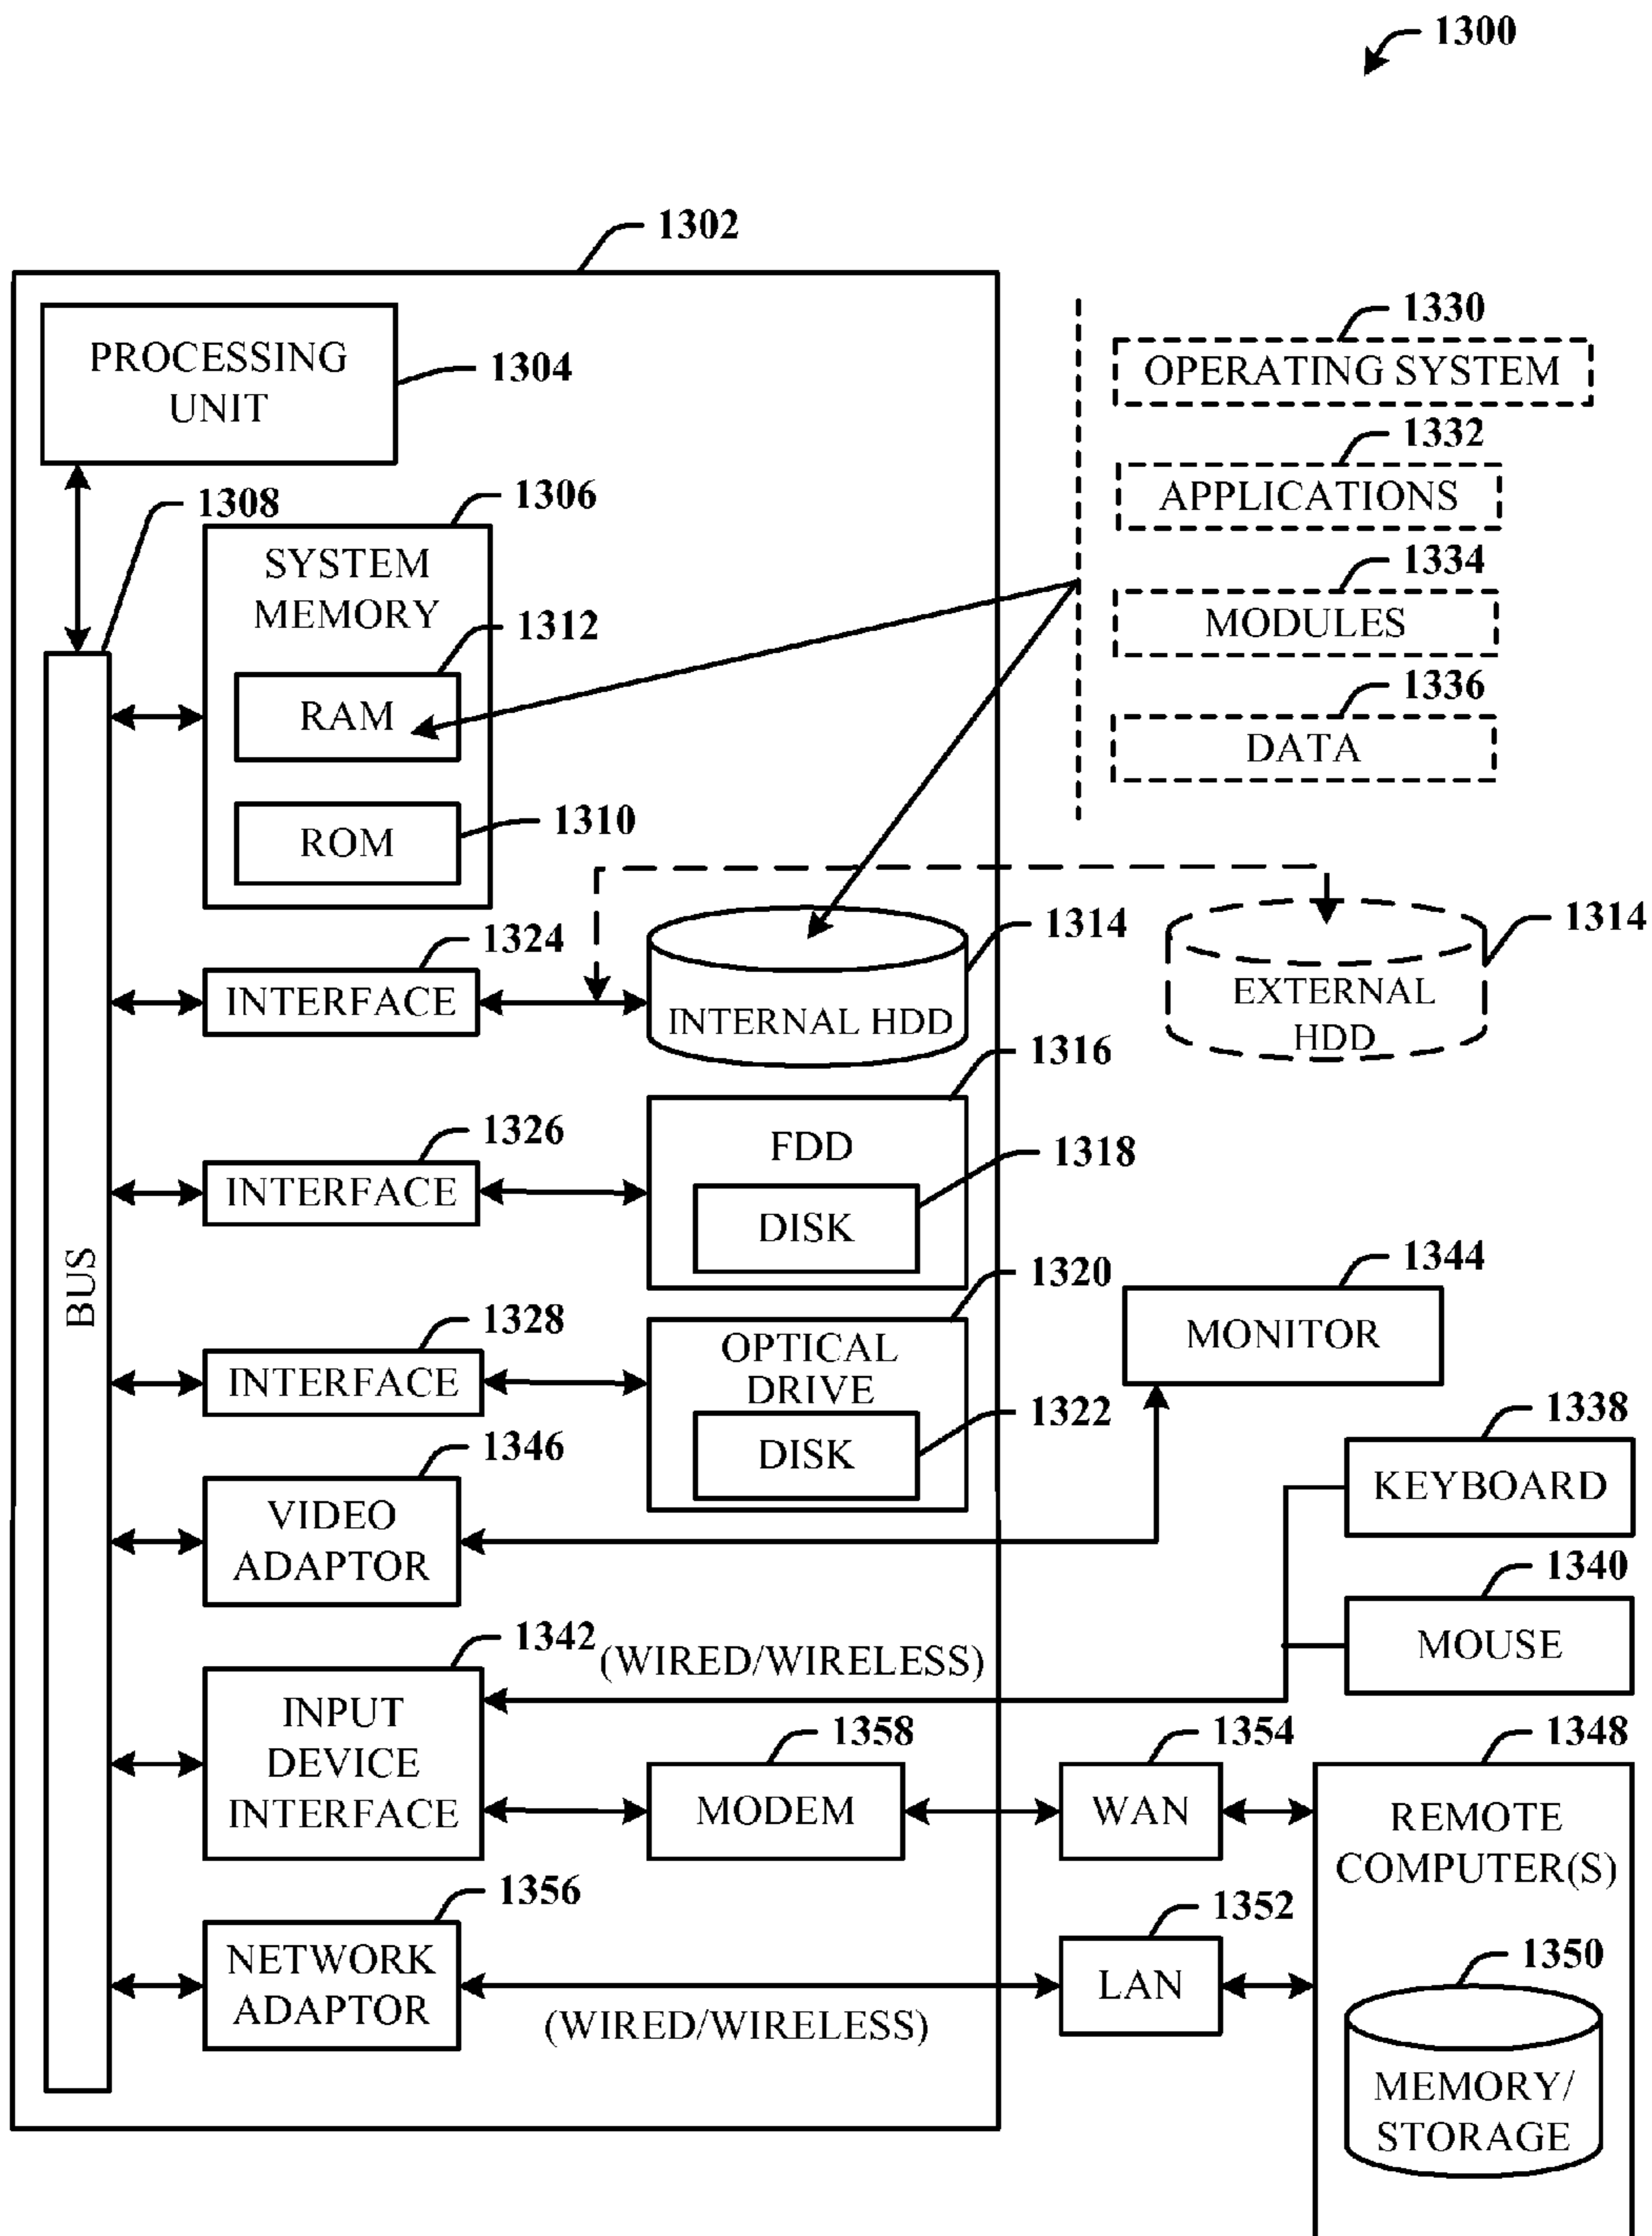 1300
1302
PROCESSING
UNIT
1304
1330
OPERATING SYSTEM
1332
APPLICATIONS
1334
MODULES
1336
DATA
1308
1306
SYSTEM
MEMORY
1312
RAM
1310
ROM
1324
INTERFACE
1314
INTERNAL HDD
1314
EXTERNAL
HDD
1326
INTERFACE
1316
FDD
1318
DISK
BUS
1328
INTERFACE
1320
OPTICAL
DRIVE
1322
DISK
1344
MONITOR
1346
VIDEO
ADAPTOR
1338
KEYBOARD
1340
MOUSE
1342
(WIRED/WIRELESS)
INPUT
DEVICE
INTERFACE
1358
MODEM
1354
WAN
1348
REMOTE
COMPUTER(S)
1356
NETWORK
ADAPTOR
(WIRED/WIRELESS)
1352
LAN
1350
MEMORY/
STORAGE